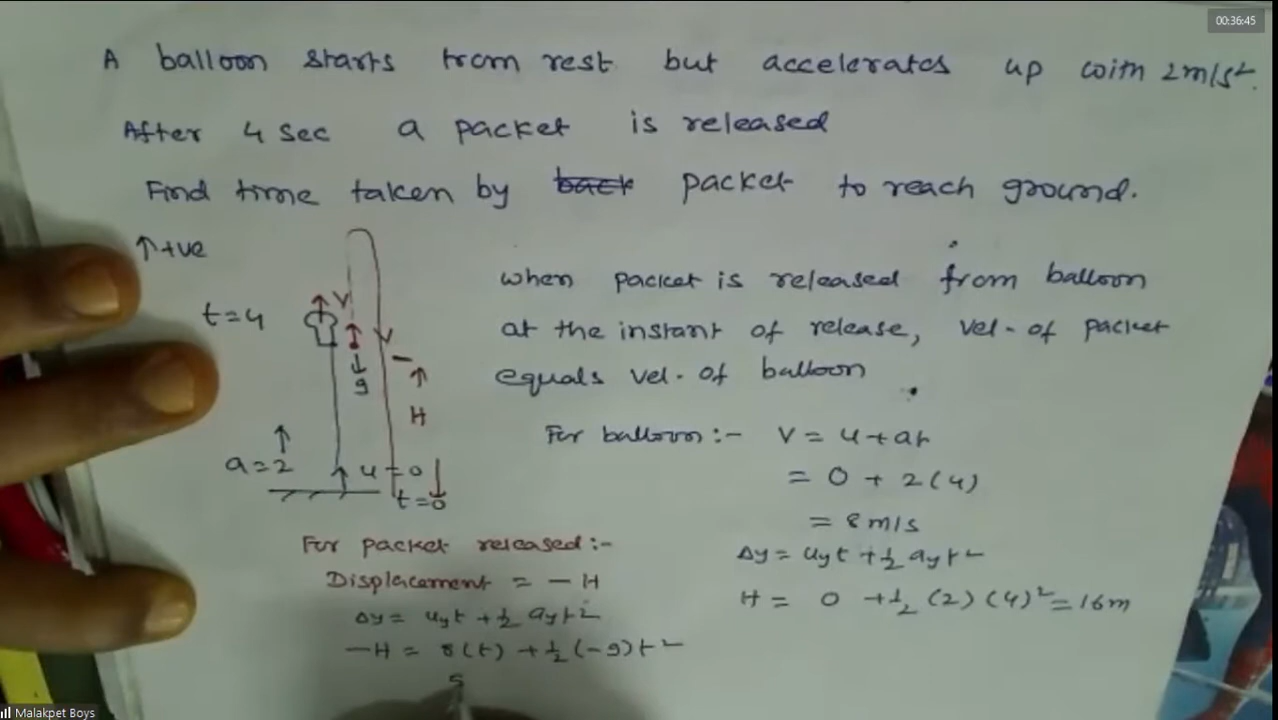 00:36:45
A balloon starts from rest but accelerates up with 2m/s².
After 4 sec a packet is released
Find time taken by back packet to reach ground.
↑+ve
t=4
V
g
V
H
a=2
u=0
t=0
When packet is released from balloon
at the instant of release, vel. of packet
equals vel. of balloon
For balloon:- V = u+at
= 0 + 2(4)
= 8 m/s
Δy = uyt + ½ ayt²
H = 0 + ½ (2)(4)² = 16m
For packet released:-
Displacement = -H
Δy = uyt + ½ ayt²
-H = 8(t) + ½(-g)t²
5
Malakpet Boys